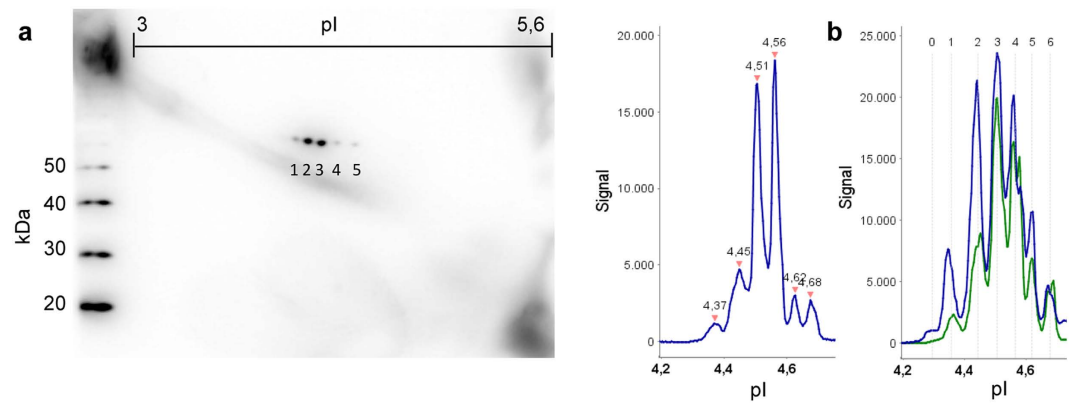 a
3 pI 5,6
50
40
30
20
kDa
1 2 3 4 5
20.000
15.000
10.000
5.000
0
Signal
4,37
4,45
4,51
4,56
4,62
4,68
4,2 4,4 4,6
pI
b
25.000
20.000
15.000
10.000
5.000
0
Signal
0 1 2 3 4 5 6
4,2 4,4 4,6
pI